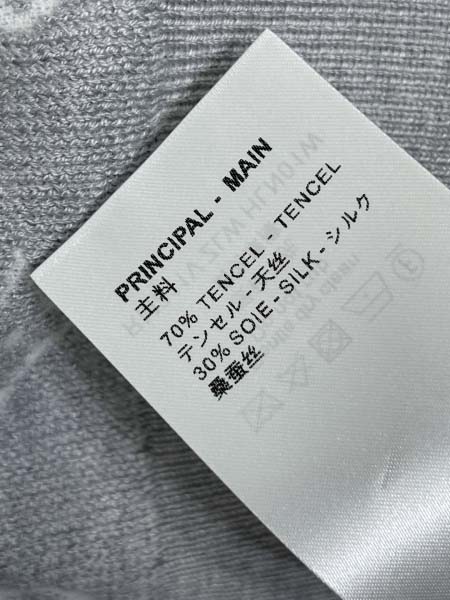 PRINCIPAL - MAIN
主料
70% TENCEL - TENCEL
テンセル - 天丝
30% SOIE - SILK - シルク
桑蚕丝